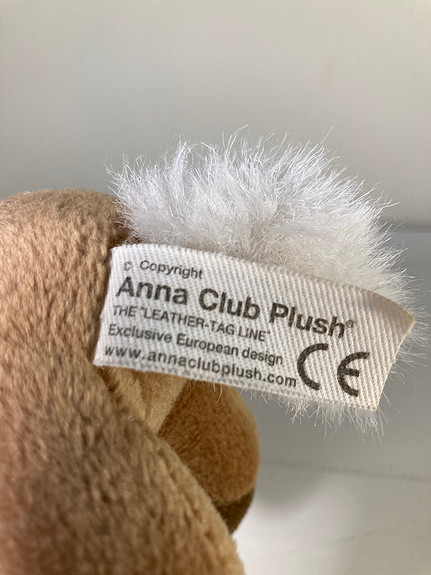 © Copyright
Anna Club Plush®
THE "LEATHER-TAG LINE"
Exclusive European design
www.annaclubplush.com CE